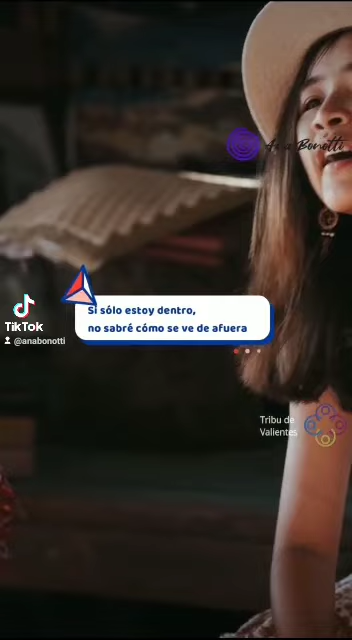 Ana Bonotti
Si sólo estoy dentro,
no sabré cómo se ve de afuera
TikTok
@anabonotti
Tribu de
Valientes